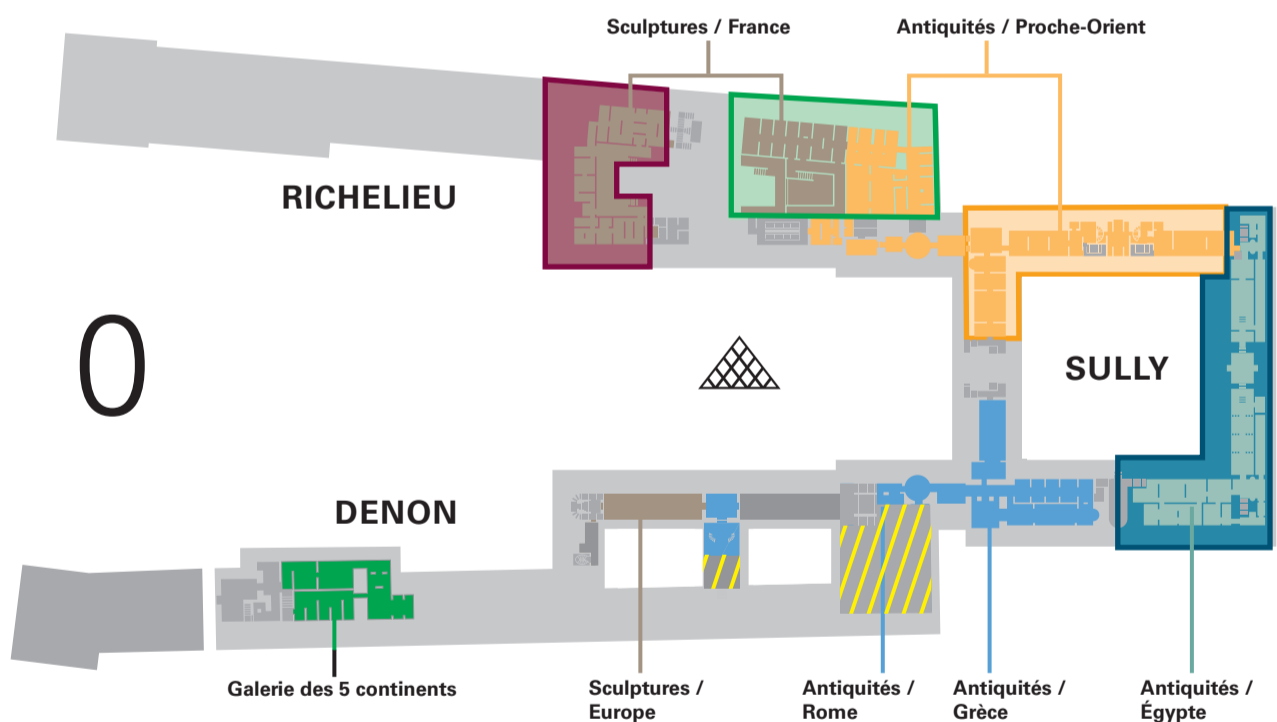 Sculptures / France
Antiquités / Proche-Orient
RICHELIEU
0
SULLY
DENON
Galerie des 5 continents
Sculptures /
Europe
Antiquités /
Rome
Antiquités /
Grèce
Antiquités /
Égypte